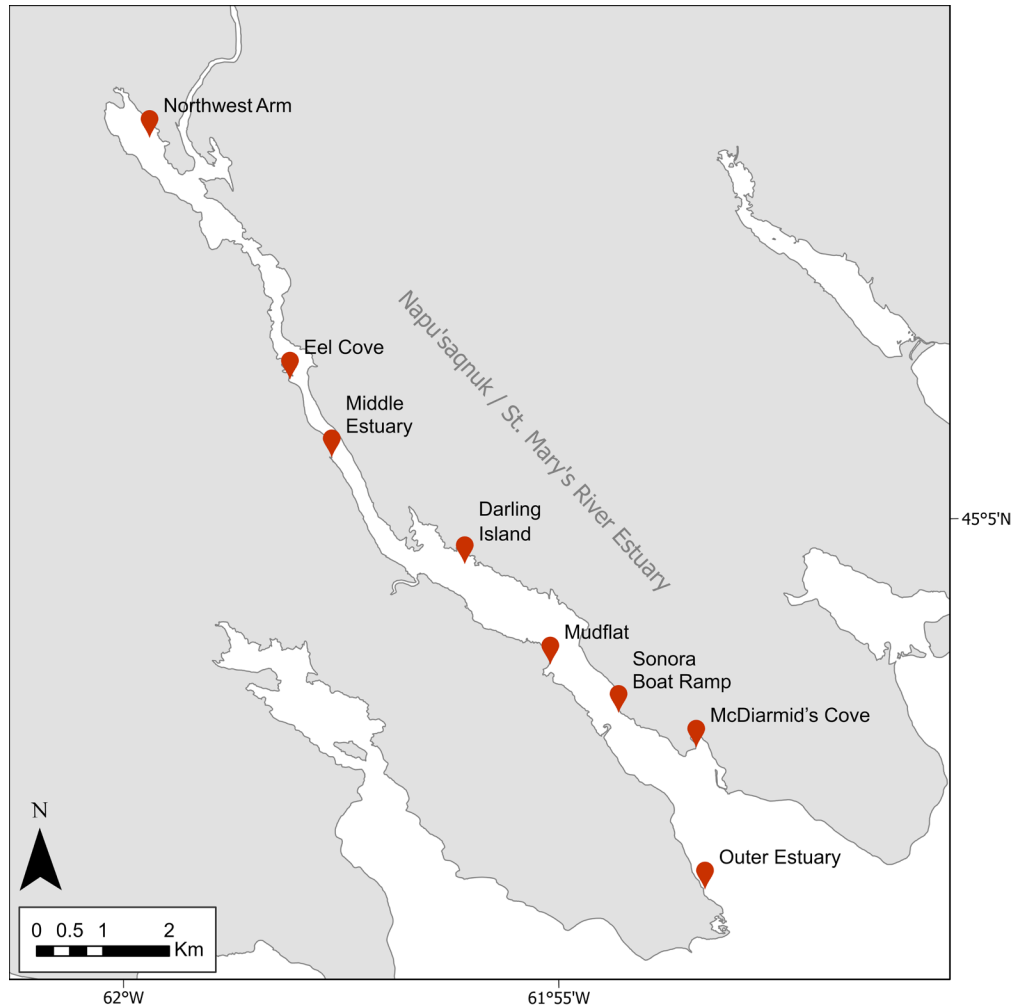 Northwest Arm
Eel Cove
Middle
Estuary
Napu'saqnuk / St. Mary's River Estuary
Darling
Island
45°5'N
Mudflat
Sonora
Boat Ramp
McDiarmid’s Cove
Outer Estuary
N
0 0.5 1 2
Km
62°W
61°55'W